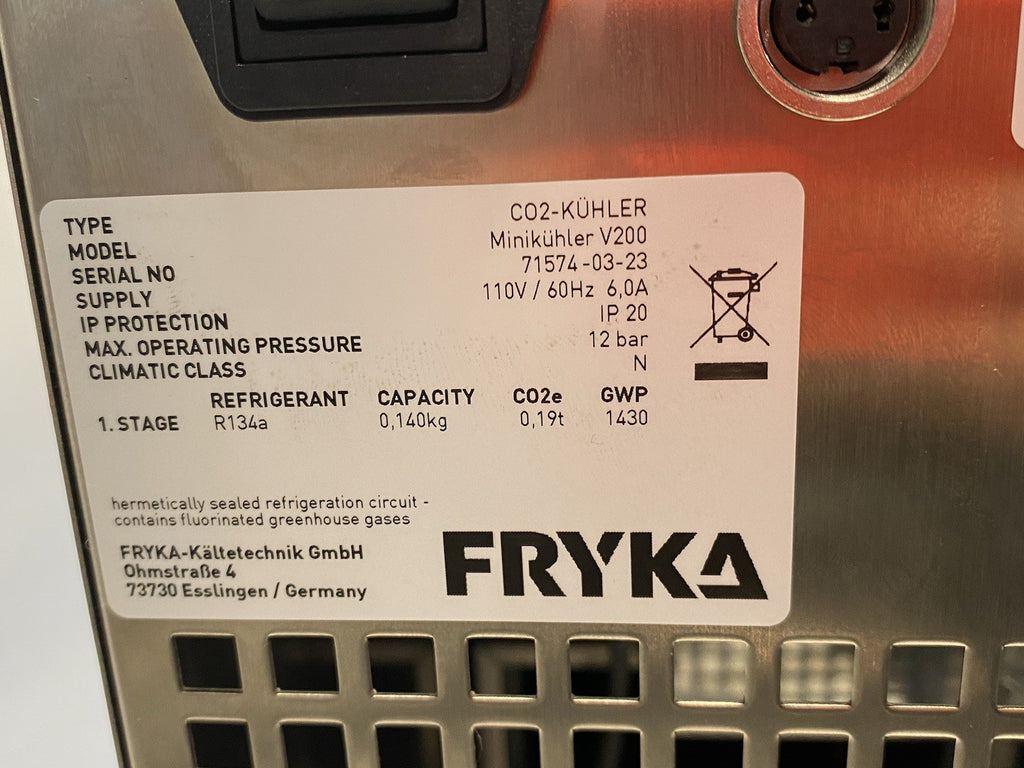 TYPE CO2-KÜHLER
MODEL Minikühler V200
SERIAL NO 71574-03-23
SUPPLY 110V / 60Hz 6,0A
IP PROTECTION IP 20
MAX. OPERATING PRESSURE 12 bar
CLIMATIC CLASS N
REFRIGERANT CAPACITY CO2e GWP
1. STAGE R134a 0,140kg 0,19t 1430
hermetically sealed refrigeration circuit -
contains fluorinated greenhouse gases
FRYKA-Kältetechnik GmbH
Ohmstraße 4
73730 Esslingen / Germany
FRYKA